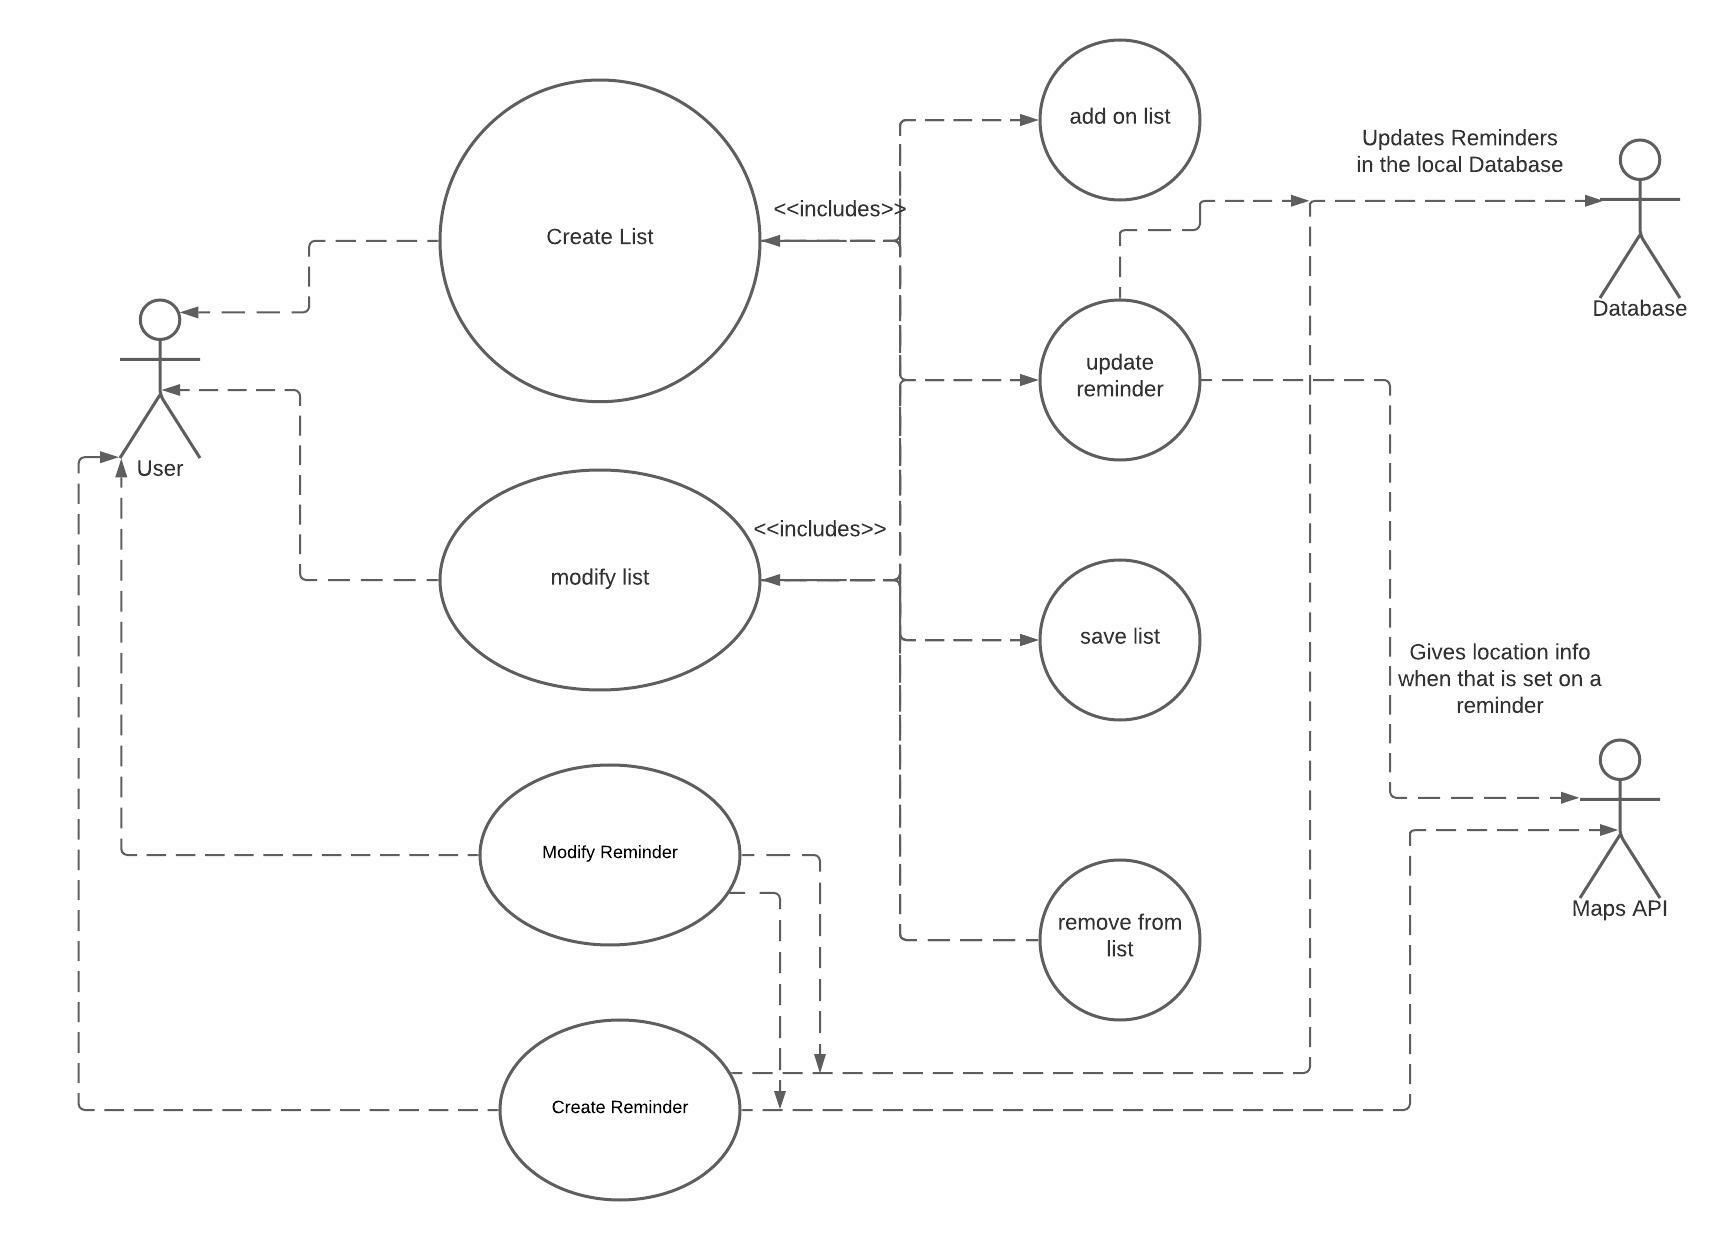 add on list
Updates Reminders
in the local Database
<<includes>>
Create List
Database
update
reminder
User
<<includes>>
modify list
save list
Gives location info
when that is set on a
reminder
Modify Reminder
Maps API
remove from
list
Create Reminder